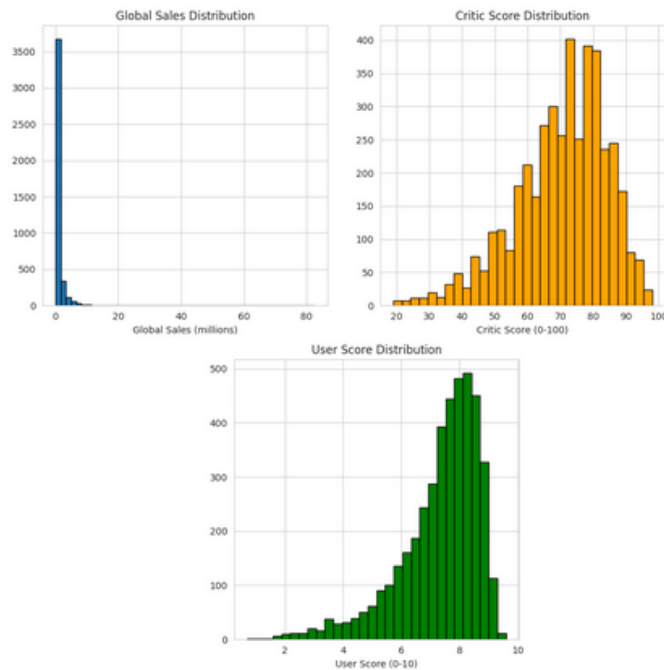 Global Sales Distribution
3500
3000
2500
2000
1500
1000
500
0
0 20 40 60 80
Global Sales (millions)
Critic Score Distribution
400
350
300
250
200
150
100
50
0
20 30 40 50 60 70 80 90 100
Critic Score (0-100)
User Score Distribution
500
400
300
200
100
0
2 4 6 8 10
User Score (0-10)